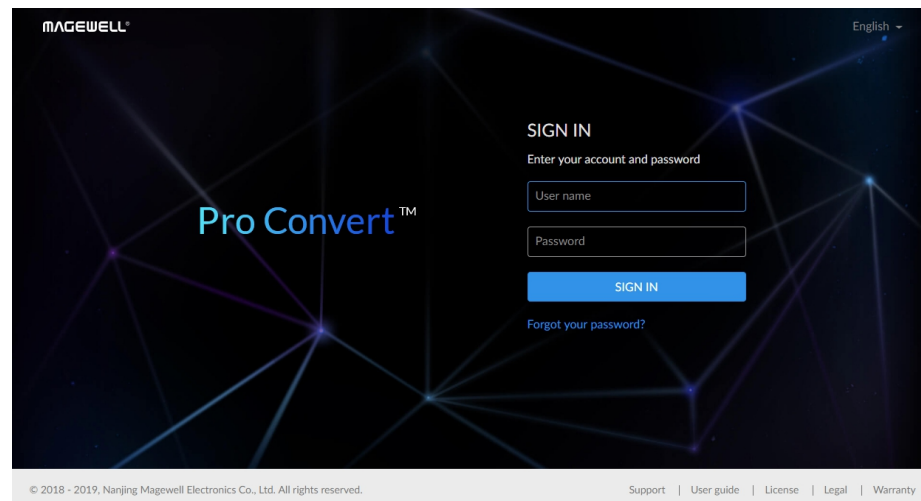 MAGEWELL®
English
SIGN IN
Enter your account and password
User name
Pro Convert™
Password
SIGN IN
Forgot your password?
© 2018 - 2019, Nanjing Magewell Electronics Co., Ltd. All rights reserved.
Support | User guide | License | Legal | Warranty